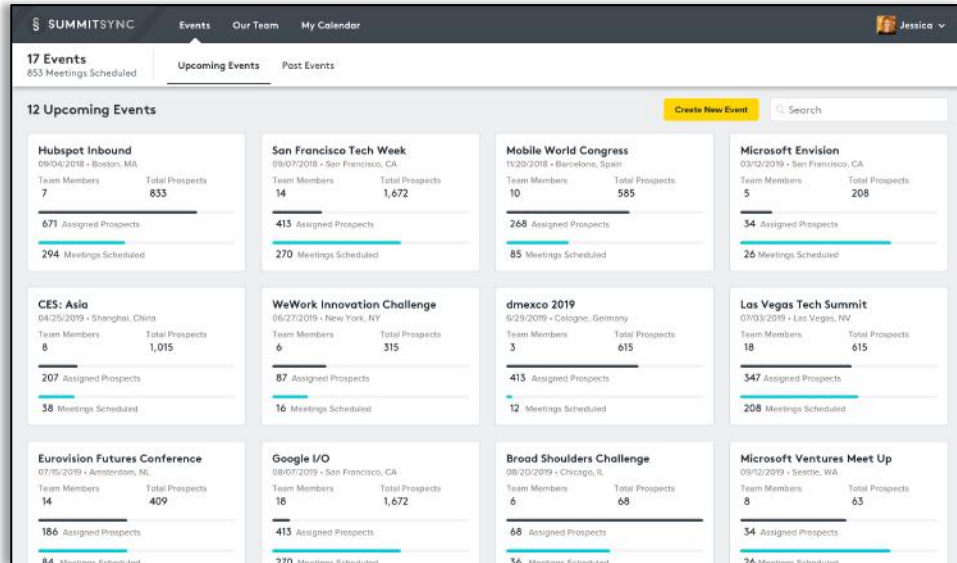 § SUMMITSYNC Events Our Team My Calendar Jessica
17 Events
853 Meetings Scheduled
Upcoming Events Past Events
12 Upcoming Events Create New Event Search
Hubspot Inbound
09/04/2018 • Boston, MA
Team Members Total Prospects
7 833
671 Assigned Prospects
294 Meetings Scheduled
San Francisco Tech Week
09/07/2018 • San Francisco, CA
Team Members Total Prospects
14 1,672
413 Assigned Prospects
270 Meetings Scheduled
Mobile World Congress
11/20/2018 • Barcelona, Spain
Team Members Total Prospects
10 585
268 Assigned Prospects
85 Meetings Scheduled
Microsoft Envision
03/12/2019 • San Francisco, CA
Team Members Total Prospects
5 208
34 Assigned Prospects
26 Meetings Scheduled
CES: Asia
04/25/2019 • Shanghai, China
Team Members Total Prospects
8 1,015
207 Assigned Prospects
38 Meetings Scheduled
WeWork Innovation Challenge
06/27/2019 • New York, NY
Team Members Total Prospects
6 315
87 Assigned Prospects
16 Meetings Scheduled
dmexco 2019
6/29/2019 • Cologne, Germany
Team Members Total Prospects
3 615
413 Assigned Prospects
12 Meetings Scheduled
Las Vegas Tech Summit
07/03/2019 • Las Vegas, NV
Team Members Total Prospects
18 615
347 Assigned Prospects
208 Meetings Scheduled
Eurovision Futures Conference
07/15/2019 • Amsterdam, NL
Team Members Total Prospects
14 409
186 Assigned Prospects
84 Meetings Scheduled
Google I/O
08/07/2019 • San Francisco, CA
Team Members Total Prospects
18 1,672
413 Assigned Prospects
270 Meetings Scheduled
Broad Shoulders Challenge
08/20/2019 • Chicago, IL
Team Members Total Prospects
6 68
68 Assigned Prospects
36 Meetings Scheduled
Microsoft Ventures Meet Up
09/12/2019 • Seattle, WA
Team Members Total Prospects
8 63
34 Assigned Prospects
26 Meetings Scheduled